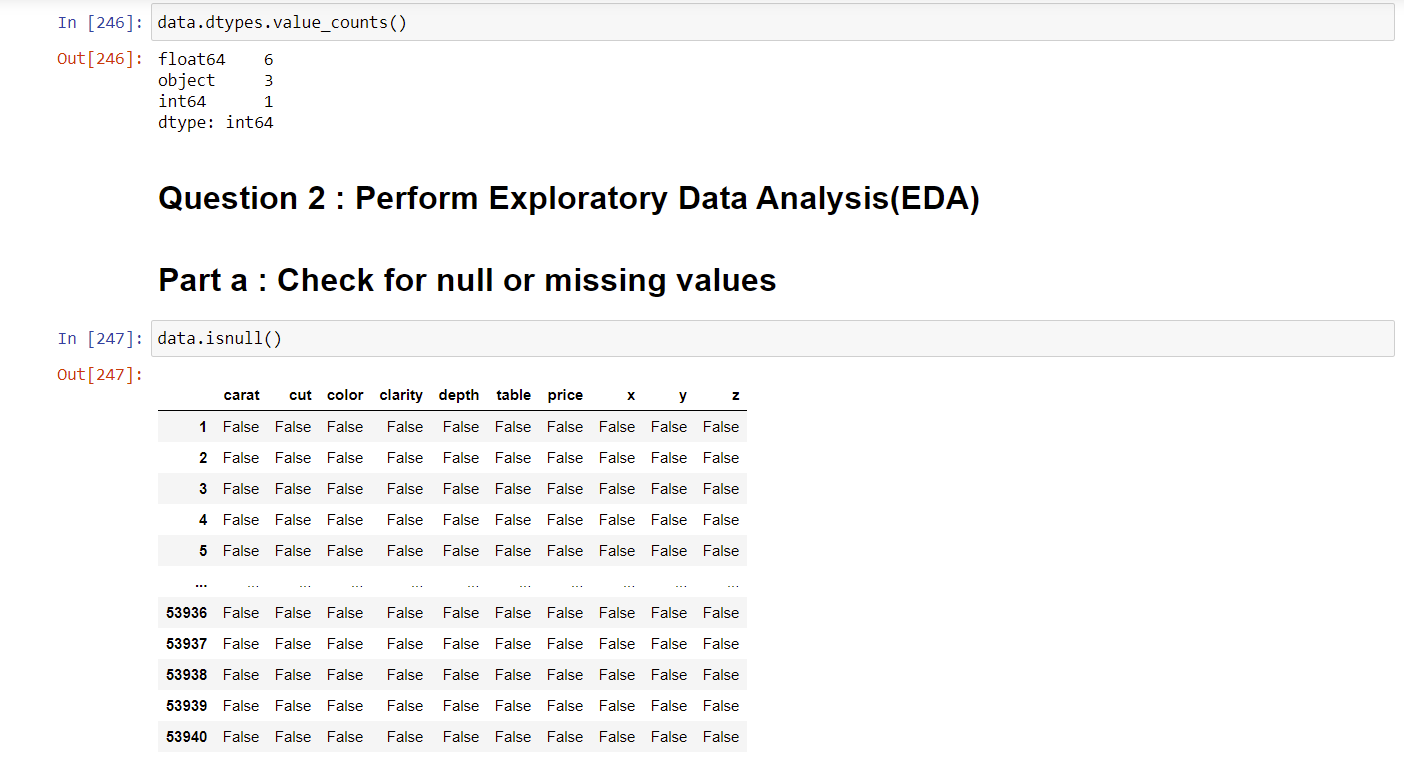 In [246]: data.dtypes.value_counts()
Out[246]: float64    6
object     3
int64      1
dtype: int64
Question 2 : Perform Exploratory Data Analysis(EDA)
Part a : Check for null or missing values
In [247]: data.isnull()
Out[247]:
carat cut color clarity depth table price x y z
1 False False False False False False False False False False
2 False False False False False False False False False False
3 False False False False False False False False False False
4 False False False False False False False False False False
5 False False False False False False False False False False
... ... ... ... ... ... ... ... ... ... ...
53936 False False False False False False False False False False
53937 False False False False False False False False False False
53938 False False False False False False False False False False
53939 False False False False False False False False False False
53940 False False False False False False False False False False